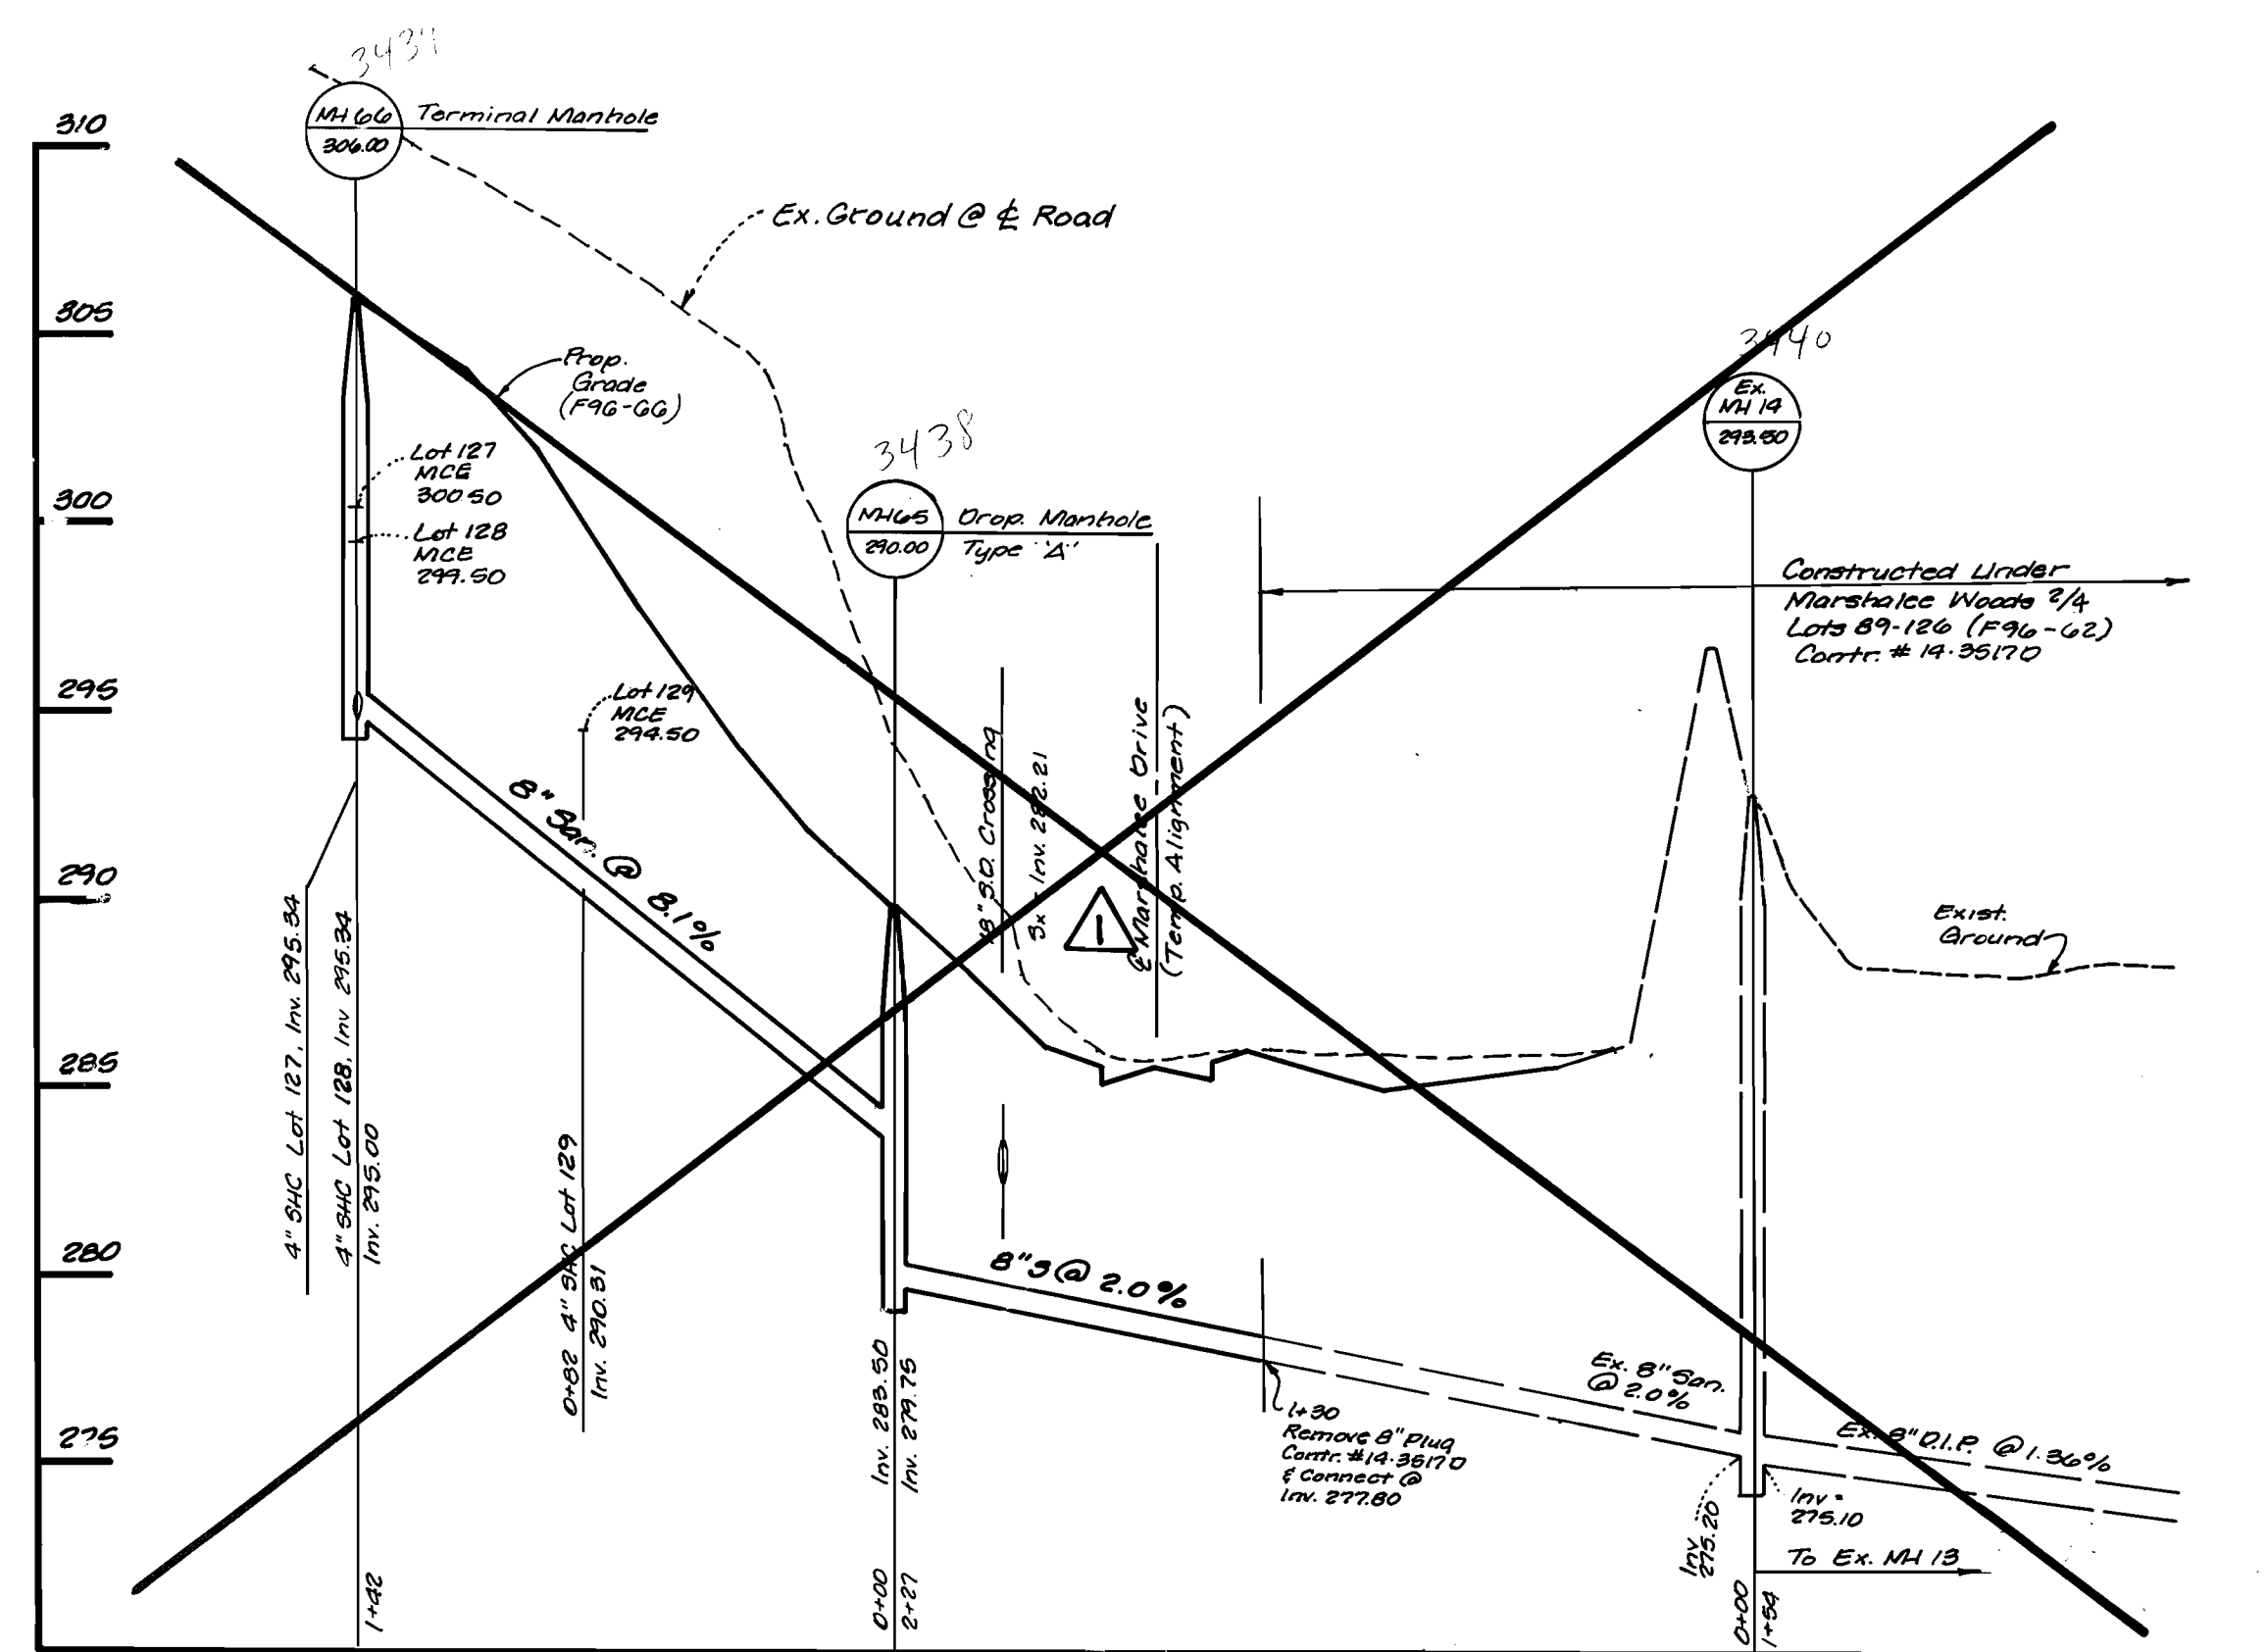 3437
MH 66
306.00
Terminal Manhole
310
305
300
295
290
285
280
275
Ex. Ground @ ℄ Road
Prop.
Grade
(F96-66)
Lot 127
MCE
300 50
Lot 128
MCE
299.50
3438
MH65
290.00
Drop. Manhole
Type "A"
3440
Ex.
MH 14
293.50
Constructed Under
Marshalee Woods 2/4
Lots 89-126 (F96-62)
Contr. # 14·35170
Lot 129
MCE
294.50
8" San. @ 8.1%
18" S.D. Crossing
Inv. 282.21
℄ Marshalee Drive
(Temp. Alignment)
1
Exist.
Ground
4" SHC Lot 127, Inv. 295.34
4" SHC Lot 128, Inv 295.34
Inv. 295.00
0+82 4" SHC Lot 129
Inv. 290.31
8"S @ 2.0%
Inv. 283.50
Inv. 279.75
1+30
Remove 8" Plug
Contr. #14·35170
& Connect @
Inv. 277.80
Ex. 8" San.
@ 2.0%
Ex. 8" D.I.P. @ 1.36%
Inv
275.20
Inv =
275.10
To Ex. MH 13
1+42
0+00
2+27
0+00
1+54